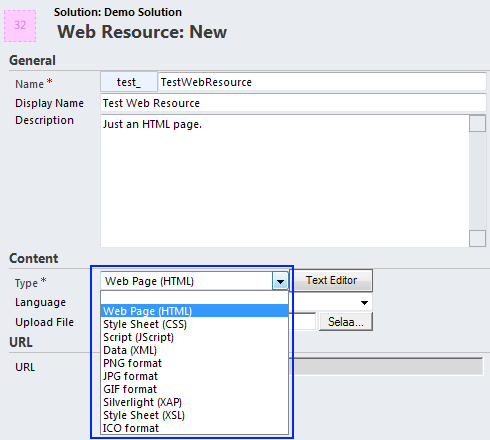 32
Solution: Demo Solution
Web Resource: New
General
Name *
test_ TestWebResource
Display Name Test Web Resource
Description Just an HTML page.
Content
Type * Web Page (HTML) Text Editor
Language
Web Page (HTML)
Upload File Selaa...
Style Sheet (CSS)
Script (JScript)
Data (XML)
PNG format
JPG format
GIF format
Silverlight (XAP)
Style Sheet (XSL)
ICO format
URL
URL